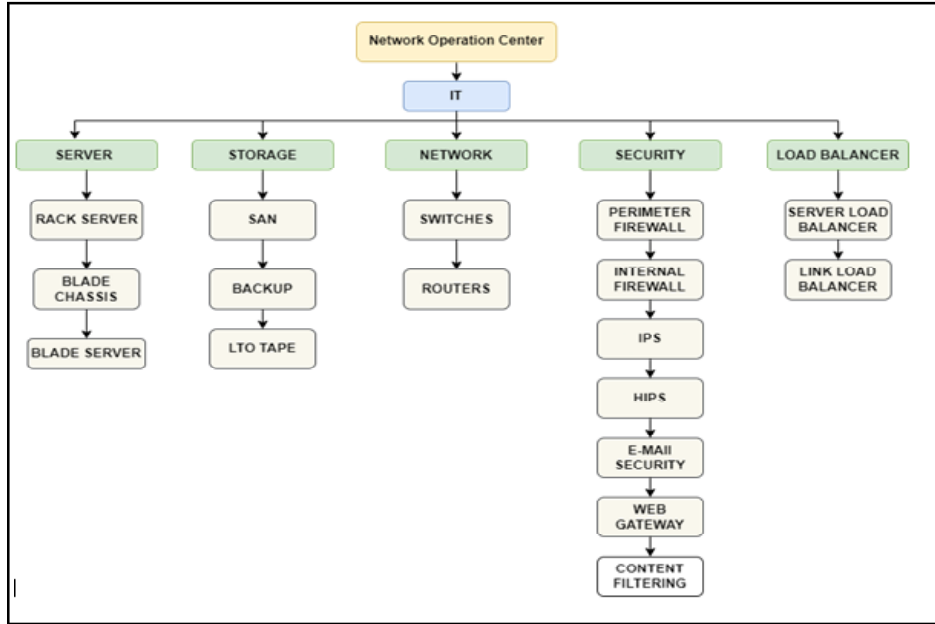 Network Operation Center
IT
SERVER
STORAGE
NETWORK
SECURITY
LOAD BALANCER
RACK SERVER
SAN
SWITCHES
PERIMETER
FIREWALL
SERVER LOAD
BALANCER
BLADE
CHASSIS
BACKUP
ROUTERS
INTERNAL
FIREWALL
LINK LOAD
BALANCER
BLADE SERVER
LTO TAPE
IPS
HIPS
E-MAIL
SECURITY
WEB
GATEWAY
CONTENT
FILTERING